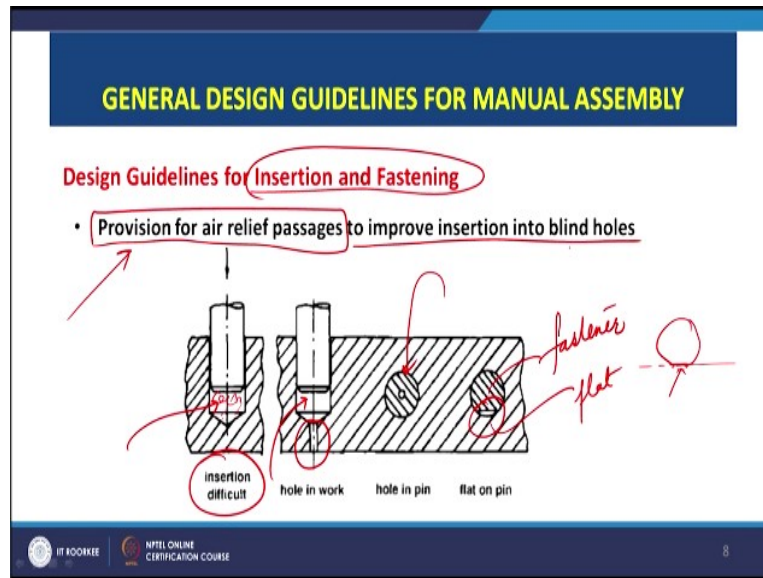 GENERAL DESIGN GUIDELINES FOR MANUAL ASSEMBLY
Design Guidelines for Insertion and Fastening
• Provision for air relief passages to improve insertion into blind holes
fastener
flat
insertion
difficult
hole in work
hole in pin
flat on pin
IIT ROORKEE
NPTEL ONLINE
CERTIFICATION COURSE
8